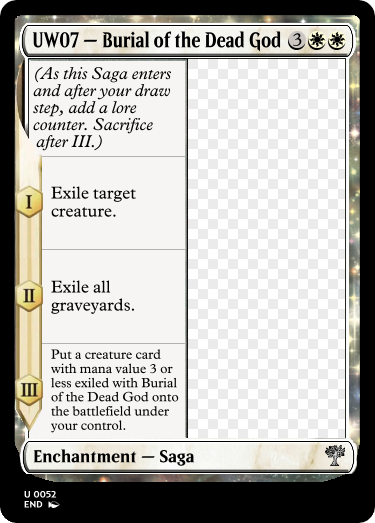 UW07 — Burial of the Dead God 3
(As this Saga enters
and after your draw
step, add a lore
counter. Sacrifice
after III.)
I
Exile target
creature.
II
Exile all
graveyards.
III
Put a creature card
with mana value 3 or
less exiled with Burial
of the Dead God onto
the battlefield under
your control.
Enchantment — Saga
U 0052
END